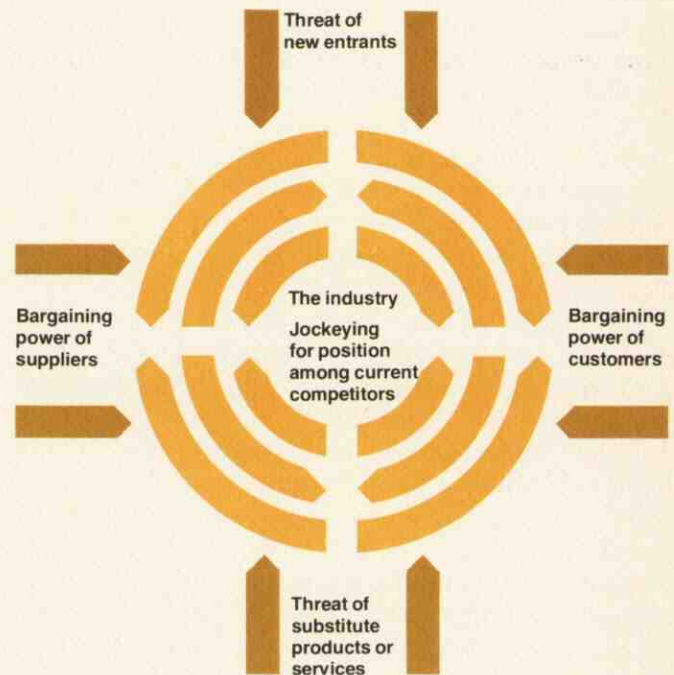 Threat of
new entrants
Bargaining
power of
suppliers
The industry
Jockeying
for position
among current
competitors
Bargaining
power of
customers
Threat of
substitute
products or
services